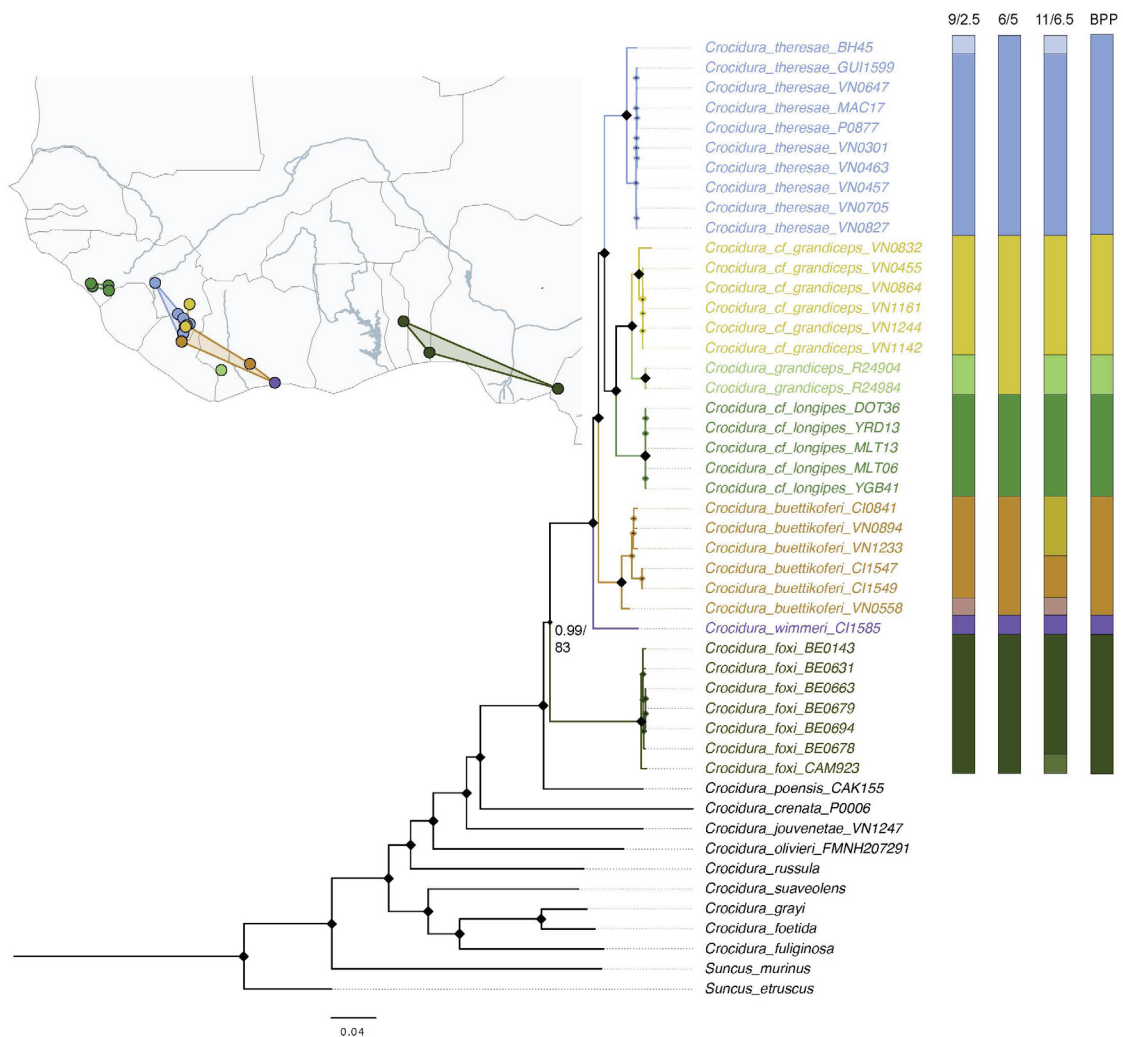 9/2.5 6/5 11/6.5 BPP
Crocidura_theresae_BH45
Crocidura_theresae_GUI1599
Crocidura_theresae_VN0647
Crocidura_theresae_MAC17
Crocidura_theresae_P0877
Crocidura_theresae_VN0301
Crocidura_theresae_VN0463
Crocidura_theresae_VN0457
Crocidura_theresae_VN0705
Crocidura_theresae_VN0827
Crocidura_cf_grandiceps_VN0832
Crocidura_cf_grandiceps_VN0455
Crocidura_cf_grandiceps_VN0864
Crocidura_cf_grandiceps_VN1161
Crocidura_cf_grandiceps_VN1244
Crocidura_cf_grandiceps_VN1142
Crocidura_grandiceps_R24904
Crocidura_grandiceps_R24984
Crocidura_cf_longipes_DOT36
Crocidura_cf_longipes_YRD13
Crocidura_cf_longipes_MLT13
Crocidura_cf_longipes_MLT06
Crocidura_cf_longipes_YGB41
Crocidura_buettikoferi_CI0841
Crocidura_buettikoferi_VN0894
Crocidura_buettikoferi_VN1233
Crocidura_buettikoferi_CI1547
Crocidura_buettikoferi_CI1549
Crocidura_buettikoferi_VN0558
Crocidura_wimmeri_CI1585
0.99/
83
Crocidura_foxi_BE0143
Crocidura_foxi_BE0631
Crocidura_foxi_BE0663
Crocidura_foxi_BE0679
Crocidura_foxi_BE0694
Crocidura_foxi_BE0678
Crocidura_foxi_CAM923
Crocidura_poensis_CAK155
Crocidura_crenata_P0006
Crocidura_jouvenetae_VN1247
Crocidura_olivieri_FMNH207291
Crocidura_russula
Crocidura_suaveolens
Crocidura_grayi
Crocidura_foetida
Crocidura_fuliginosa
Suncus_murinus
Suncus_etruscus
0.04